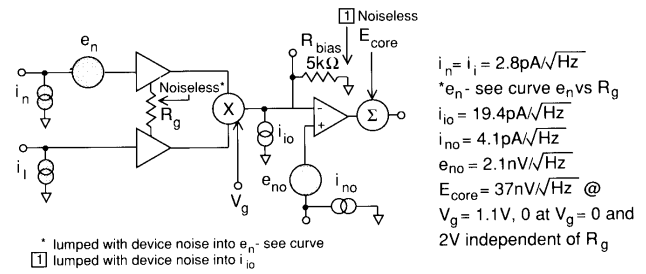 1 Noiseless
E_core
R_bias
5kΩ
e_n
Noiseless*
R_g
i_n
i_I
X
V_g
i_io
-
+
Σ
e_no
i_no
* lumped with device noise into e_n- see curve
1 lumped with device noise into i_io
i_n= i_i = 2.8pA/√Hz
*e_n- see curve e_n vs R_g
i_io = 19.4pA/√Hz
i_no = 4.1pA/√Hz
e_no = 2.1nV/√Hz
E_core = 37nV/√Hz @
V_g = 1.1V, 0 at V_g = 0 and
2V independent of R_g